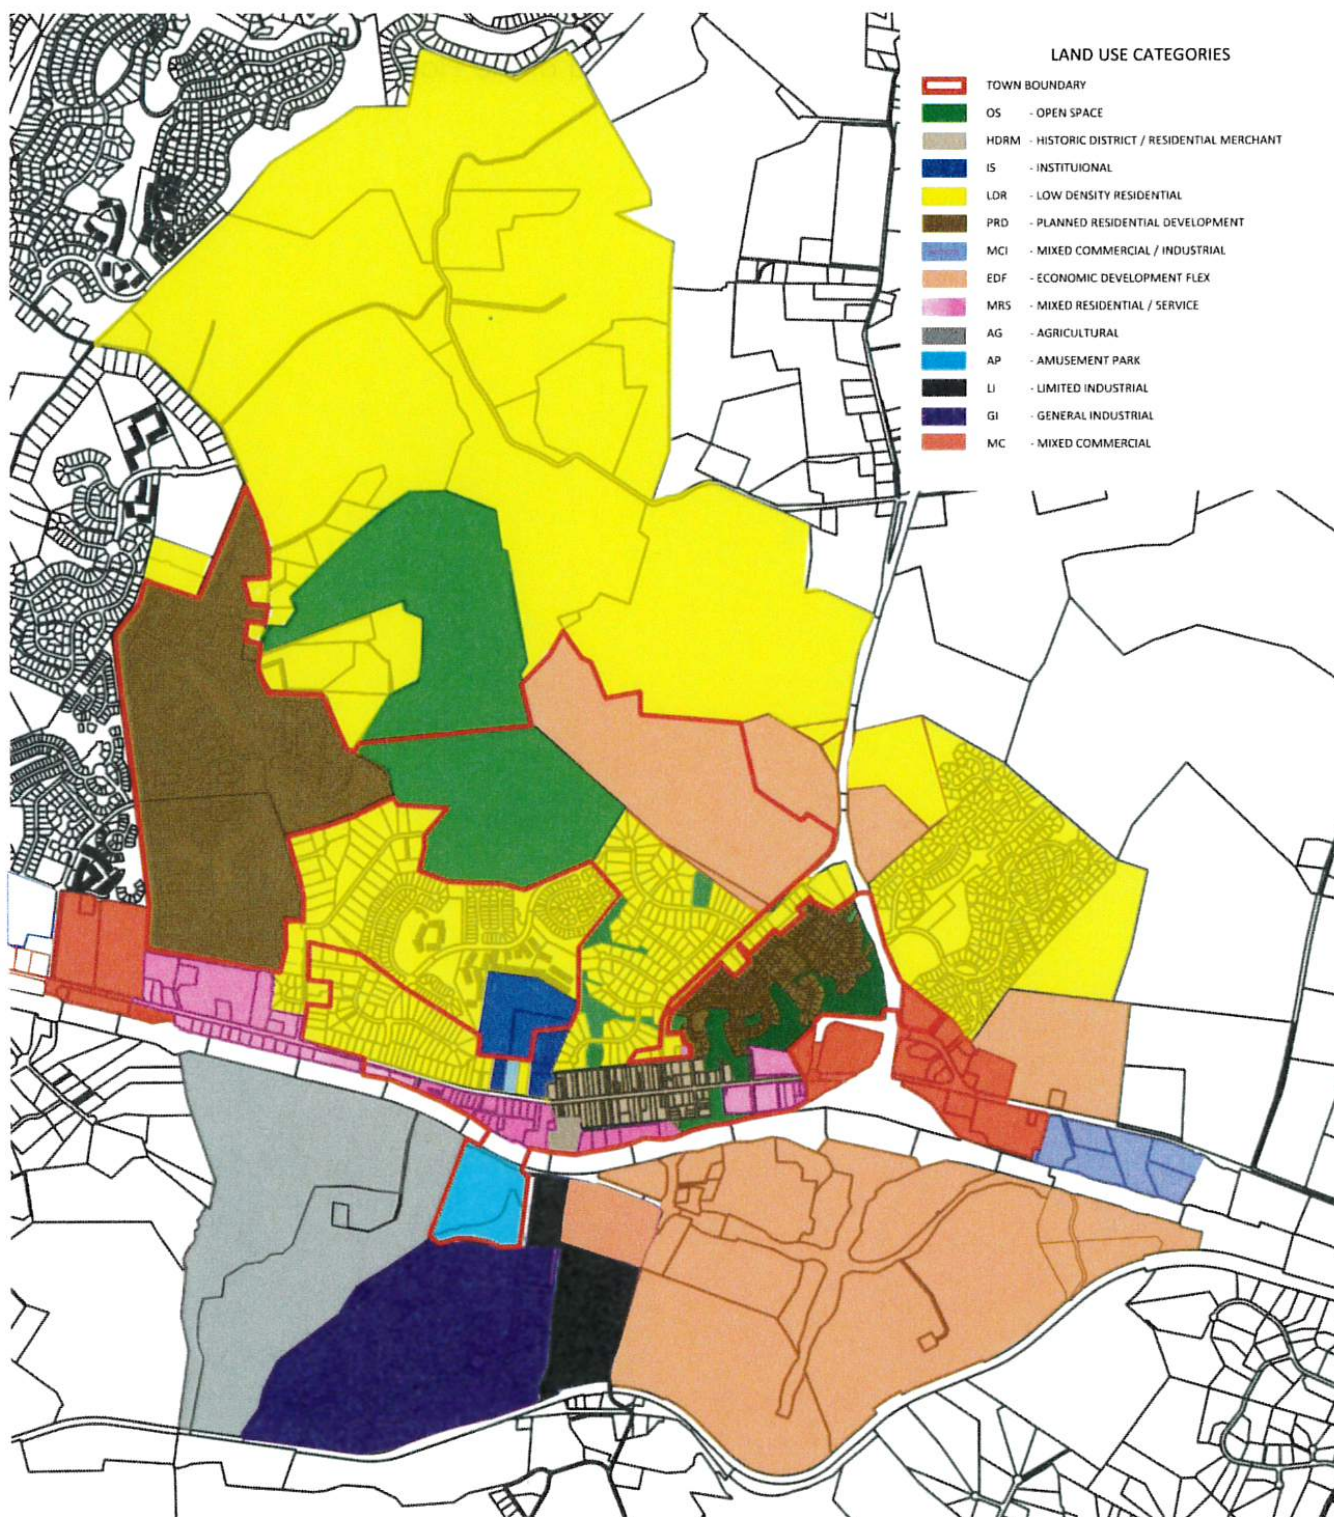 LAND USE CATEGORIES
TOWN BOUNDARY
OS - OPEN SPACE
HDRM - HISTORIC DISTRICT / RESIDENTIAL MERCHANT
IS - INSTITUIONAL
LDR - LOW DENSITY RESIDENTIAL
PRD - PLANNED RESIDENTIAL DEVELOPMENT
MCI - MIXED COMMERCIAL / INDUSTRIAL
EDF - ECONOMIC DEVELOPMENT FLEX
MRS - MIXED RESIDENTIAL / SERVICE
AG - AGRICULTURAL
AP - AMUSEMENT PARK
LI - LIMITED INDUSTRIAL
GI - GENERAL INDUSTRIAL
MC - MIXED COMMERCIAL